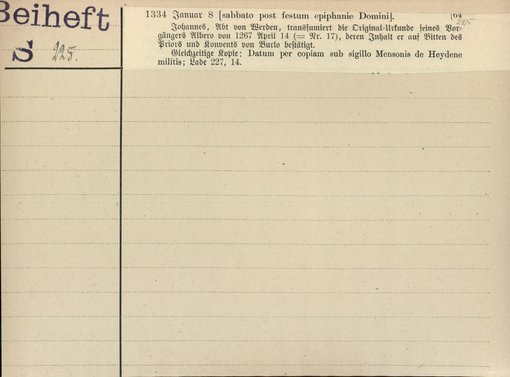 Beiheft
S 225.
1334 Januar 8 [sabbato post festum epiphanie Domini].
Johannes, Abt von Werden, transsumiert die Original-Urkunde seines Vor-
gängers Albero von 1267 April 14 (= Nr. 17), deren Inhalt er auf Bitten des
Priors und Konvents von Burlo bestätigt.
Gleichzeitige Kopie: Datum per copiam sub sigillo Mensonis de Heydene
militis; Lade 227, 14.